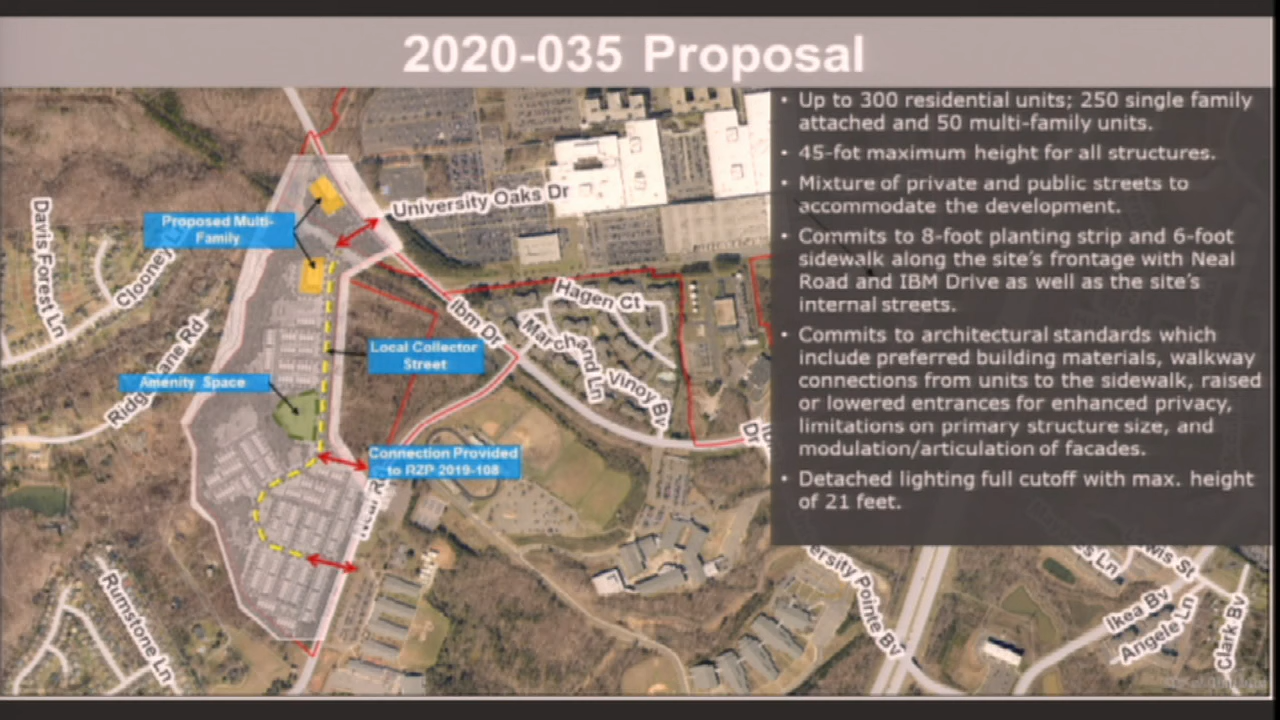 2020-035 Proposal
• Up to 300 residential units; 250 single family
attached and 50 multi-family units.
• 45-fot maximum height for all structures.
• Mixture of private and public streets to
accommodate the development.
• Commits to 8-foot planting strip and 6-foot
sidewalk along the site's frontage with Neal
Road and IBM Drive as well as the site's
internal streets.
• Commits to architectural standards which
include preferred building materials, walkway
connections from units to the sidewalk, raised
or lowered entrances for enhanced privacy,
limitations on primary structure size, and
modulation/articulation of facades.
• Detached lighting full cutoff with max. height
of 21 feet.
Davis Forest Ln
Clooney
Proposed Multi-
Family
University Oaks Dr
Ibm Dr
Hagen Ct
Marchand Ln
Vinoy Bv
Local Collector
Street
Amenity Space
Connection Provided
to RZP 2019-108
Rumstone Ln
Dr
Pointe Bv
Ikea Bv
Angele Ln
Clark Bv